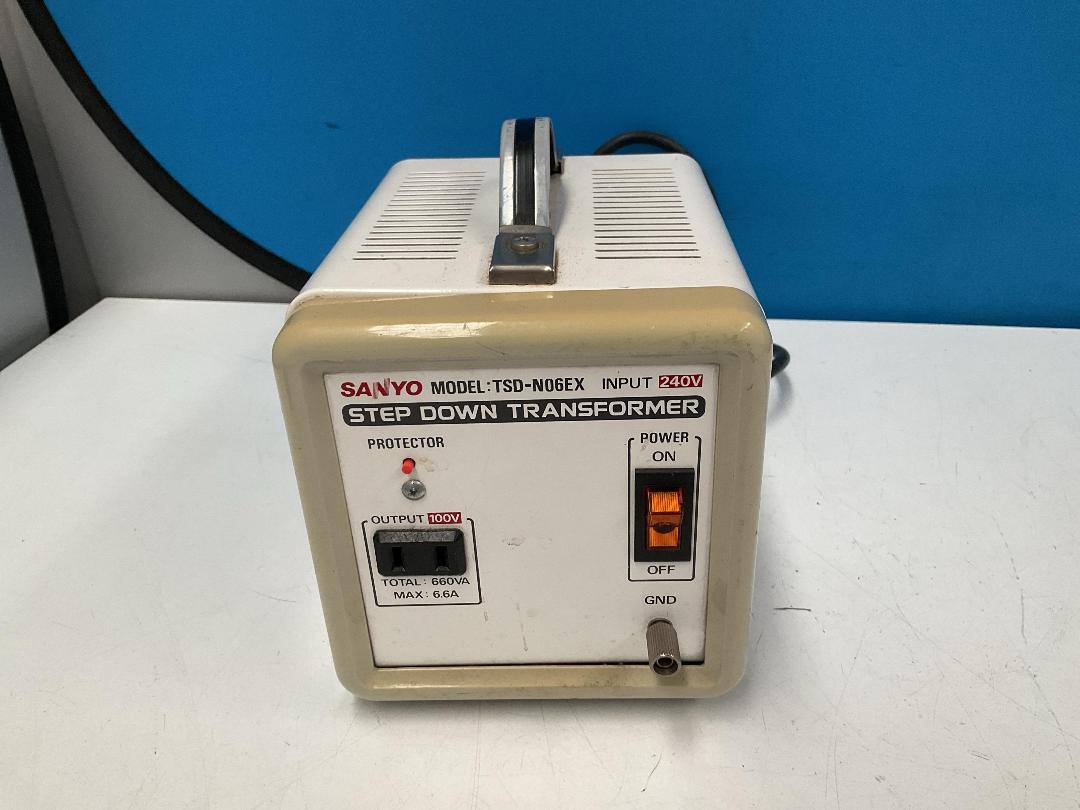 SANYO MODEL:TSD-N06EX INPUT 240V
STEP DOWN TRANSFORMER
PROTECTOR
POWER
ON
OUTPUT 100V
TOTAL: 660VA
MAX: 6.6A
OFF
GND